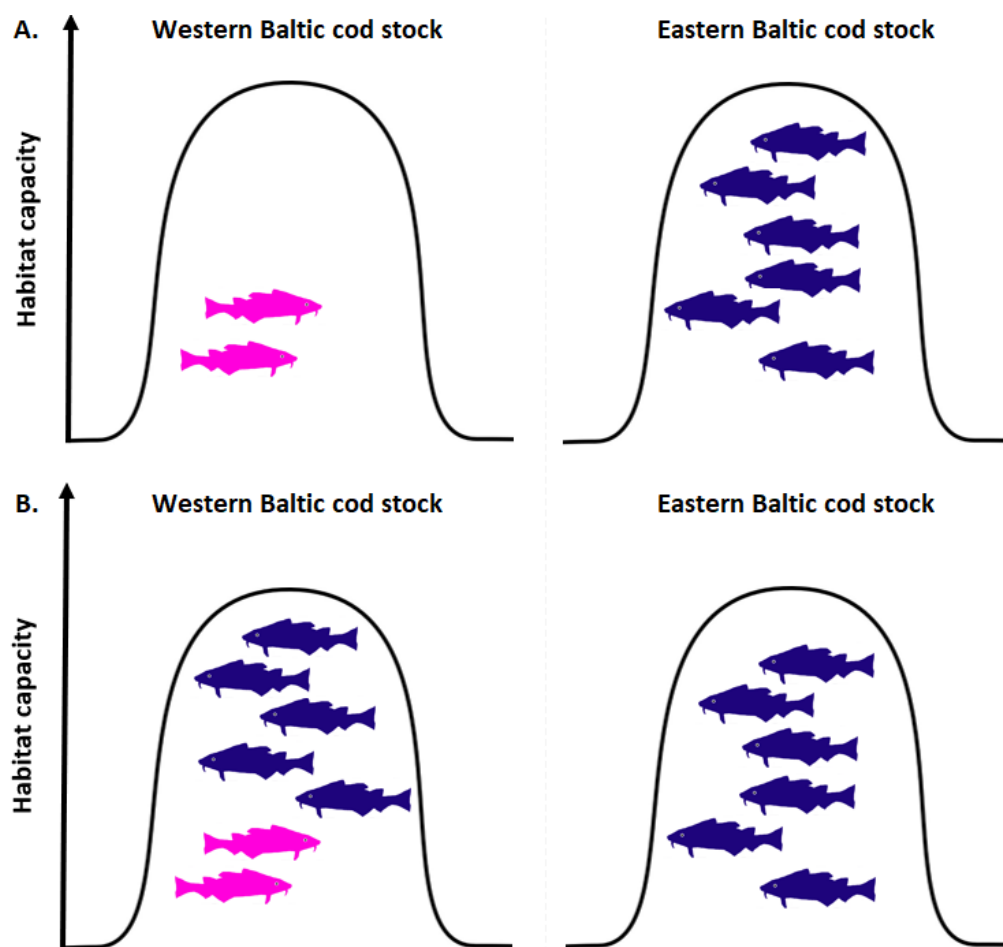 A.
Western Baltic cod stock
Eastern Baltic cod stock
Habitat capacity
B.
Western Baltic cod stock
Eastern Baltic cod stock
Habitat capacity